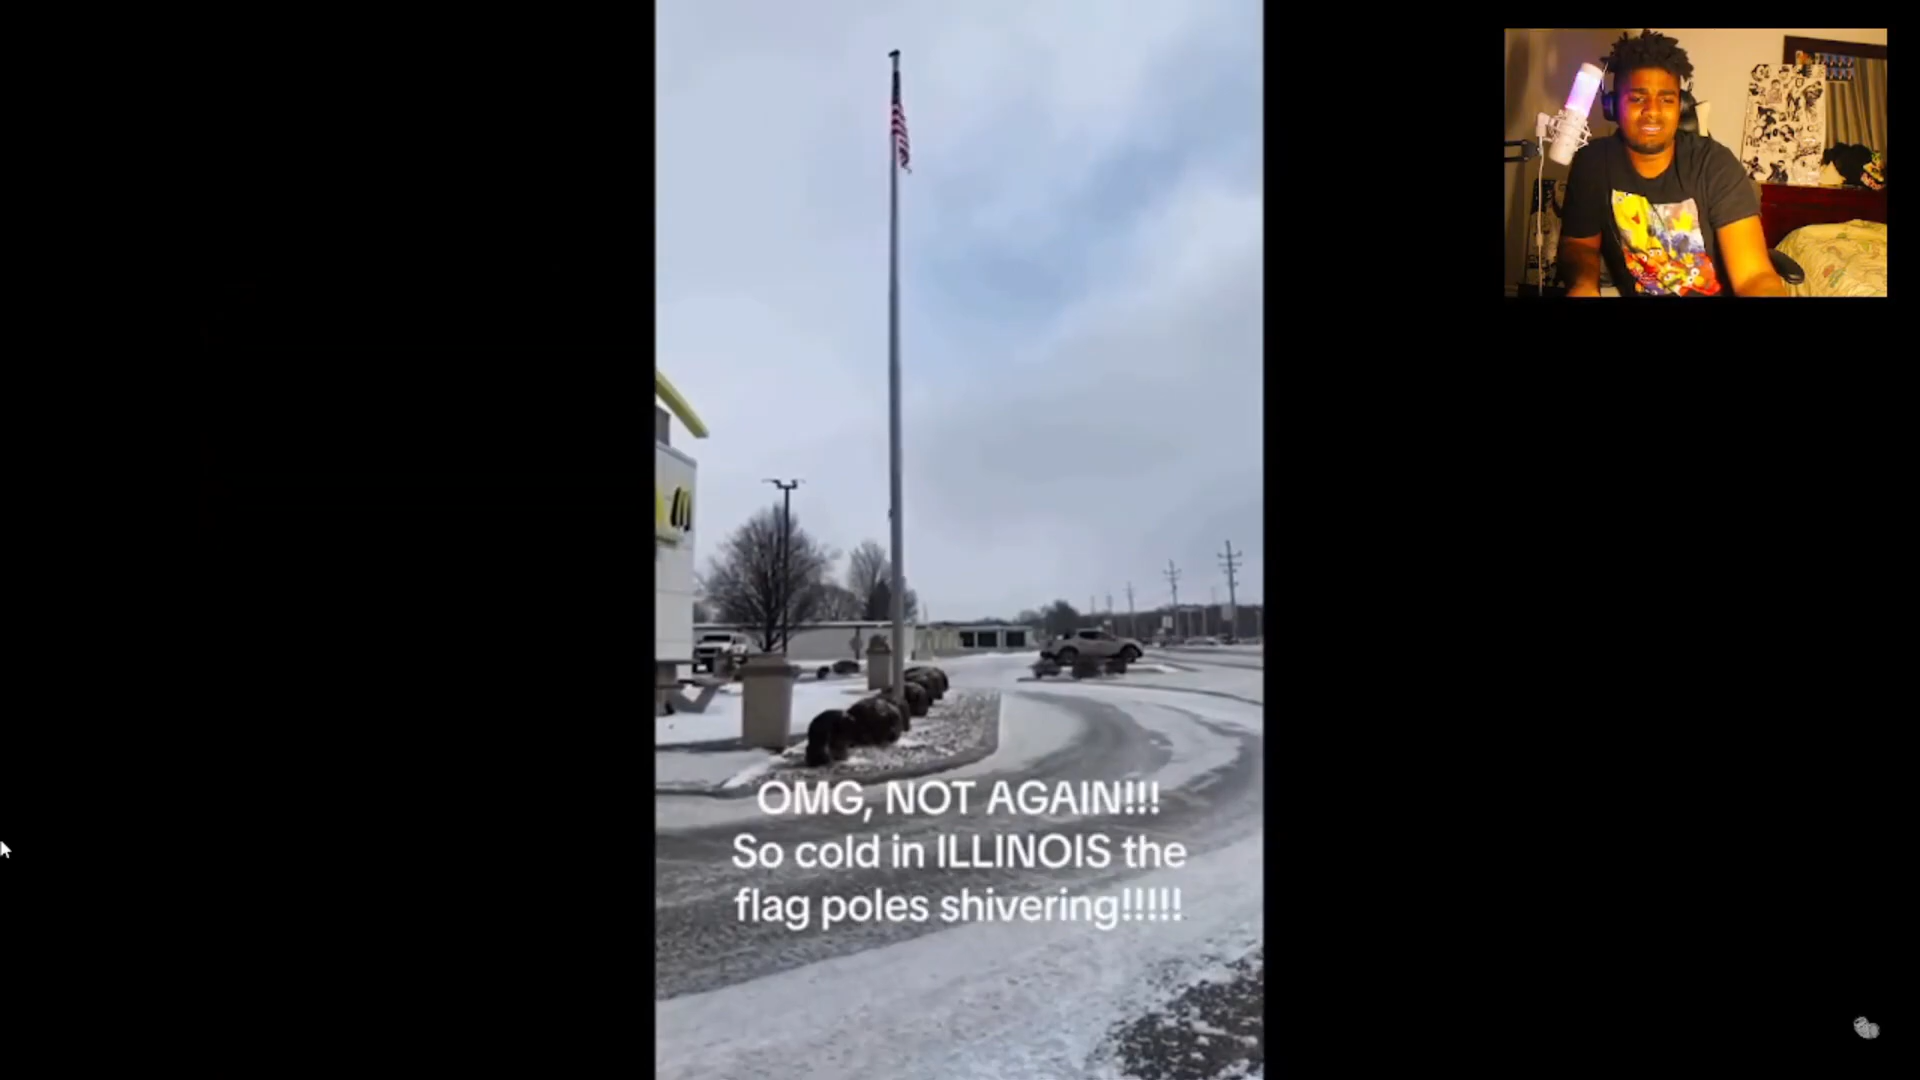 OMG, NOT AGAIN!!!
So cold in ILLINOIS the
flag poles shivering!!!!!